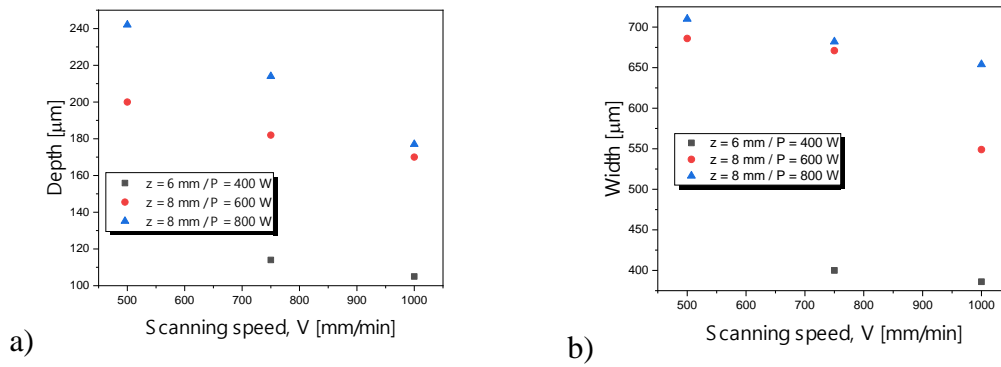 240
220
200
180
160
140
120
100
Depth [µm]
z = 6 mm / P = 400 W
z = 8 mm / P = 600 W
z = 8 mm / P = 800 W
500 600 700 800 900 1000
Scanning speed, V [mm/min]
a)
700
650
600
550
500
450
400
Width [µm]
z = 6 mm / P = 400 W
z = 8 mm / P = 600 W
z = 8 mm / P = 800 W
500 600 700 800 900 1000
Scanning speed, V [mm/min]
b)